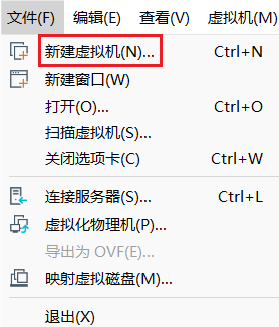 文件(F) 编辑(E) 查看(V) 虚拟机(M)
新建虚拟机(N)... Ctrl+N
新建窗口(W)
打开(O)... Ctrl+O
扫描虚拟机(S)...
关闭选项卡(C) Ctrl+W
连接服务器(S)... Ctrl+L
虚拟化物理机(P)...
导出为 OVF(E)...
映射虚拟磁盘(M)...
退出(X)